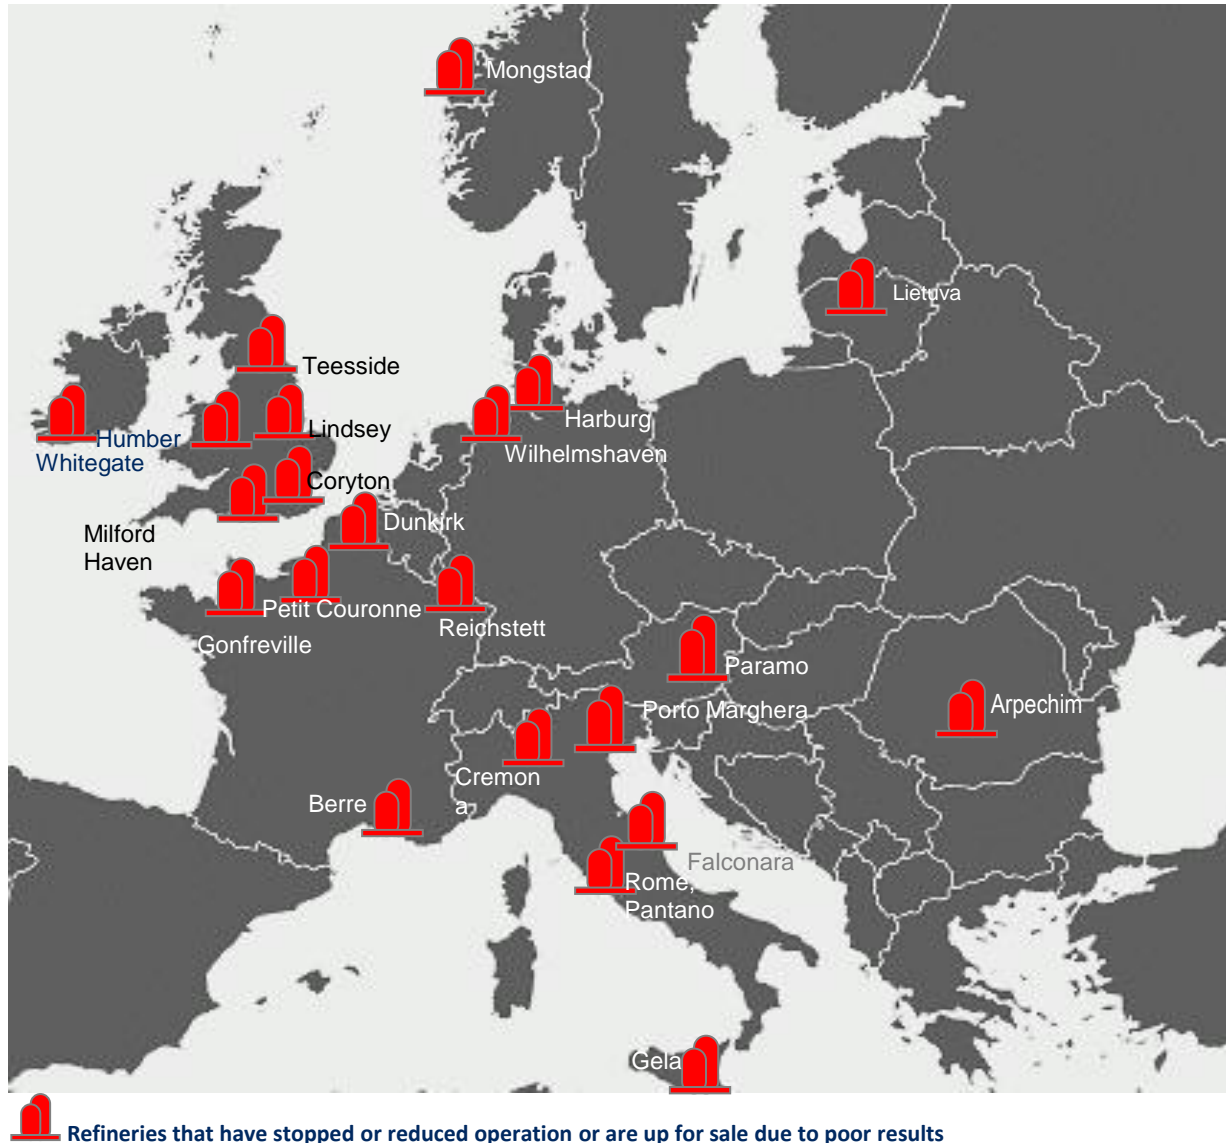 Mongstad
Lietuva
Teesside
Harburg
Lindsey
Humber
Whitegate
Wilhelmshaven
Coryton
Dunkirk
Milford
Haven
Petit Couronne
Reichstett
Gonfreville
Paramo
Arpechim
Porto Marghera
Cremon
a
Berre
Falconara
Rome,
Pantano
Gela
Refineries that have stopped or reduced operation or are up for sale due to poor results